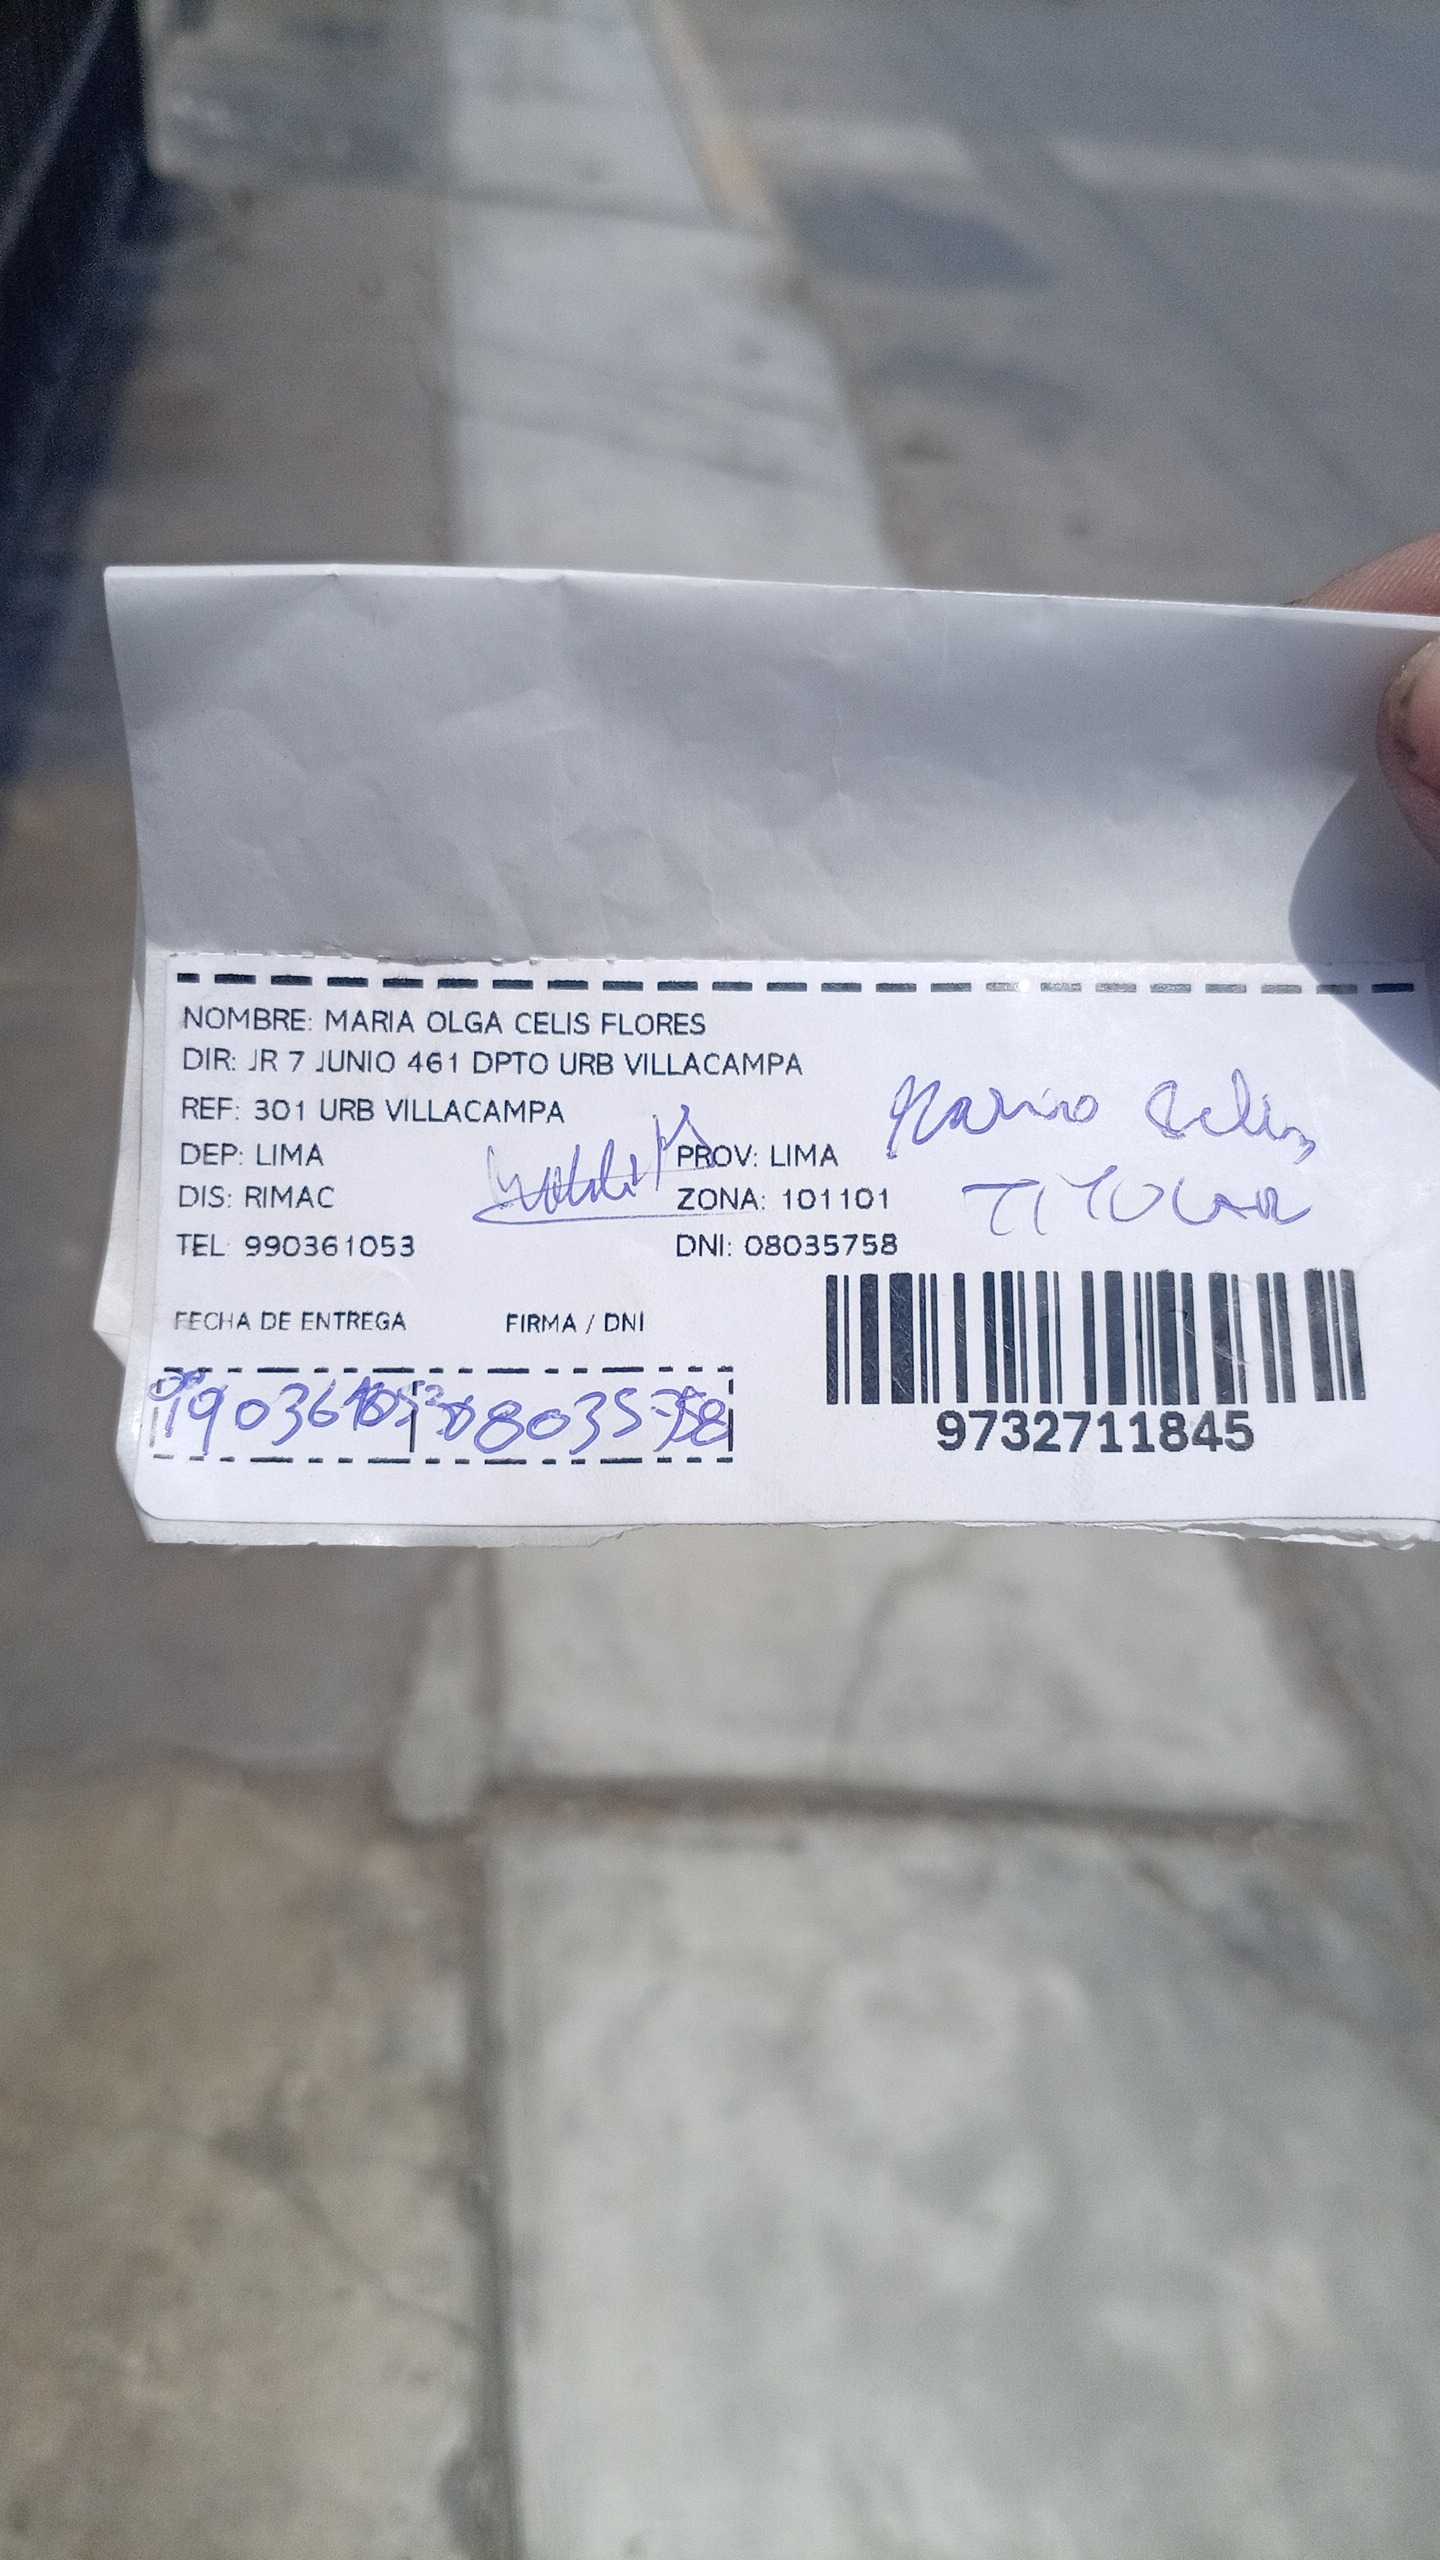 NOMBRE: MARIA OLGA CELIS FLORES
DIR: JR 7 JUNIO 461 DPTO URB VILLACAMPA
REF: 301 URB VILLACAMPA
DEP: LIMA PROV: LIMA
DIS: RIMAC ZONA: 101101
TITULAR
TEL: 990361053 DNI: 08035758
FECHA DE ENTREGA FIRMA / DNI
08035758
9732711845